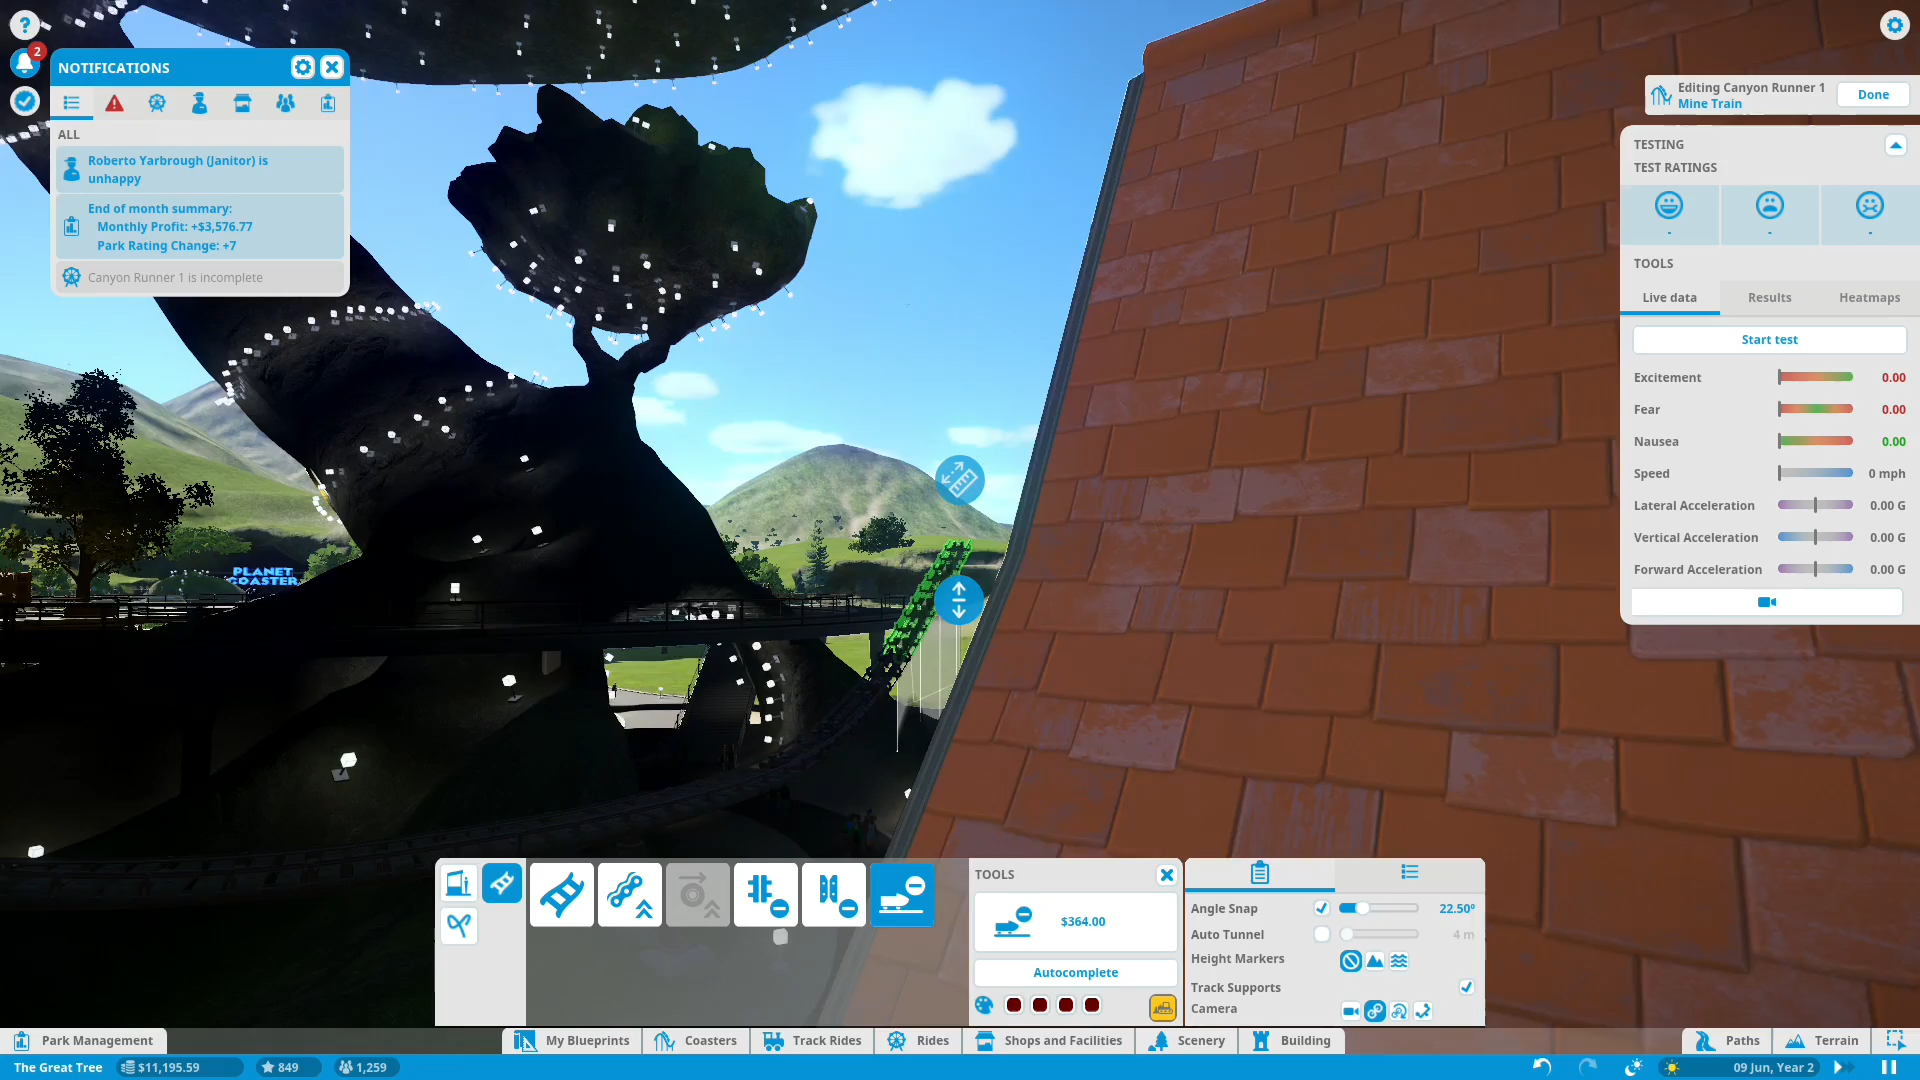 ?
2
NOTIFICATIONS
ALL
Roberto Yarbrough (Janitor) is
unhappy
End of month summary:
Monthly Profit: +$3,576.77
Park Rating Change: +7
Canyon Runner 1 is incomplete
PLANET
COASTER
Editing Canyon Runner 1
Mine Train
Done
TESTING
TEST RATINGS
- - -
TOOLS
Live data Results Heatmaps
Start test
Excitement 0.00
Fear 0.00
Nausea 0.00
Speed 0 mph
Lateral Acceleration 0.00 G
Vertical Acceleration 0.00 G
Forward Acceleration 0.00 G
TOOLS
$364.00
Autocomplete
Angle Snap 22.50°
Auto Tunnel 4 m
Height Markers
Track Supports
Camera
Park Management My Blueprints Coasters Track Rides Rides Shops and Facilities Scenery Building Paths Terrain
The Great Tree $11,195.59 849 1,259 09 Jun, Year 2